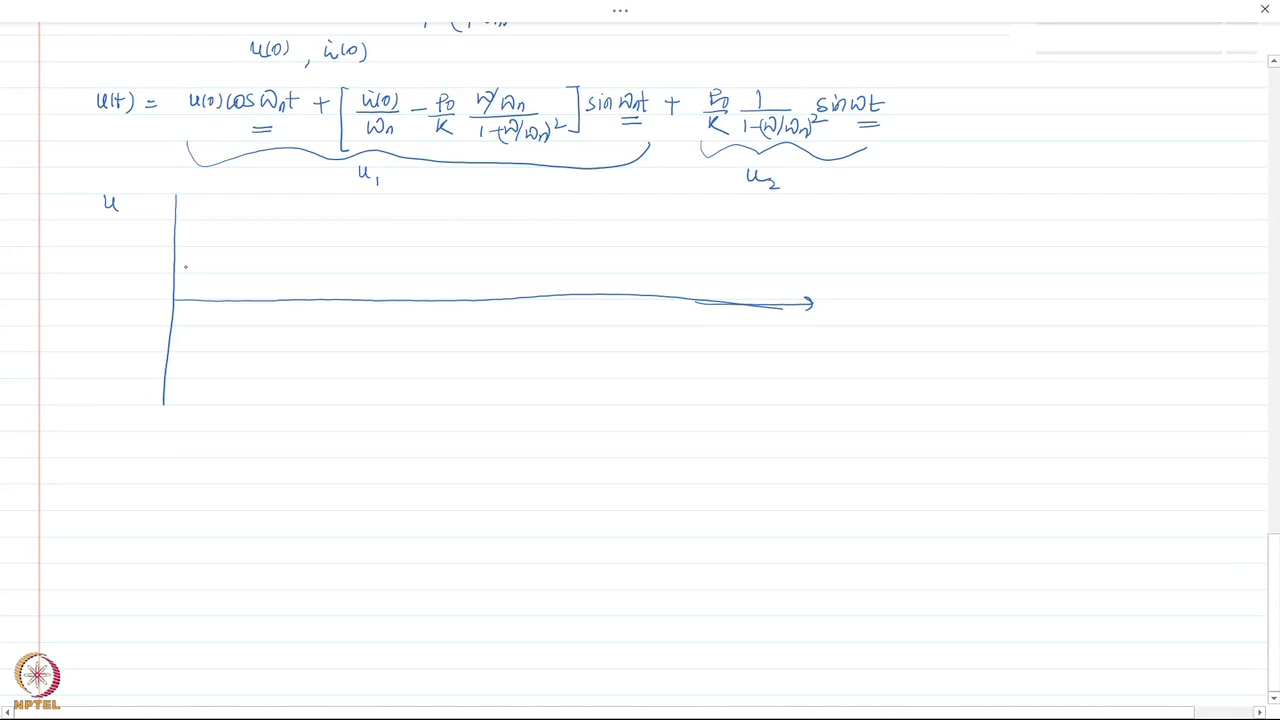 u(0), u̇(0)
u(t) = u(0)cos ωₙt + [u̇(0)/ωₙ − P₀/K (ω/ωₙ)/(1−(ω/ωₙ)²)] sin ωₙt + P₀/K 1/(1−(ω/ωₙ)²) sin ωt
u₁ u₂
u
NPTEL